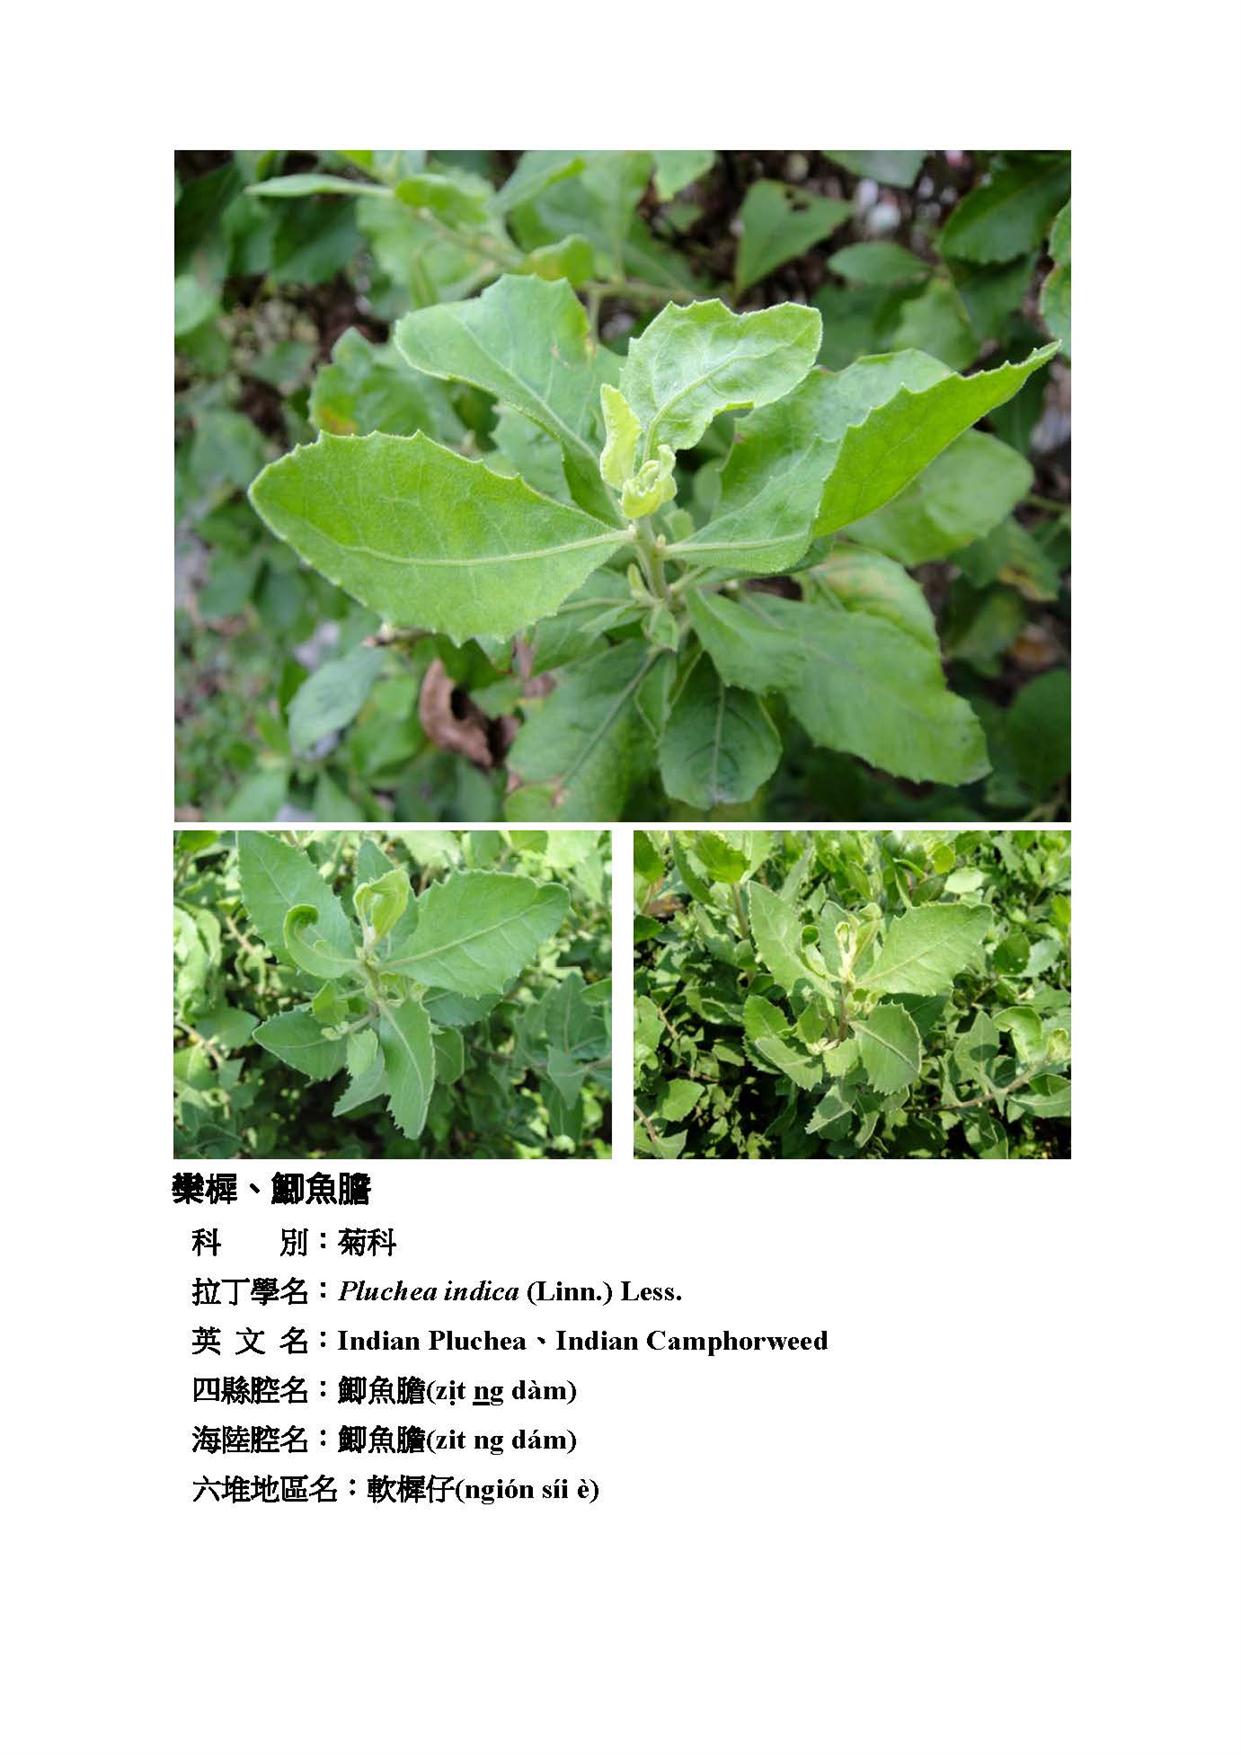 欒樨、鯽魚膽
科　　別：菊科
拉丁學名：Pluchea indica (Linn.) Less.
英 文 名：Indian Pluchea、Indian Camphorweed
四縣腔名：鯽魚膽(zịt ng dàm)
海陸腔名：鯽魚膽(zit ng dám)
六堆地區名：軟樨仔(ngión síi è)